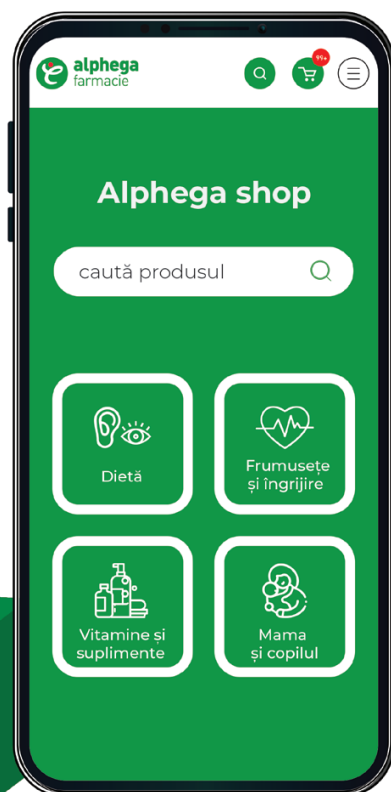 alphega
farmacie
99+
Alphega shop
caută produsul
Dietă
Frumusețe
și îngrijire
Vitamine și
suplimente
Mama
și copilul